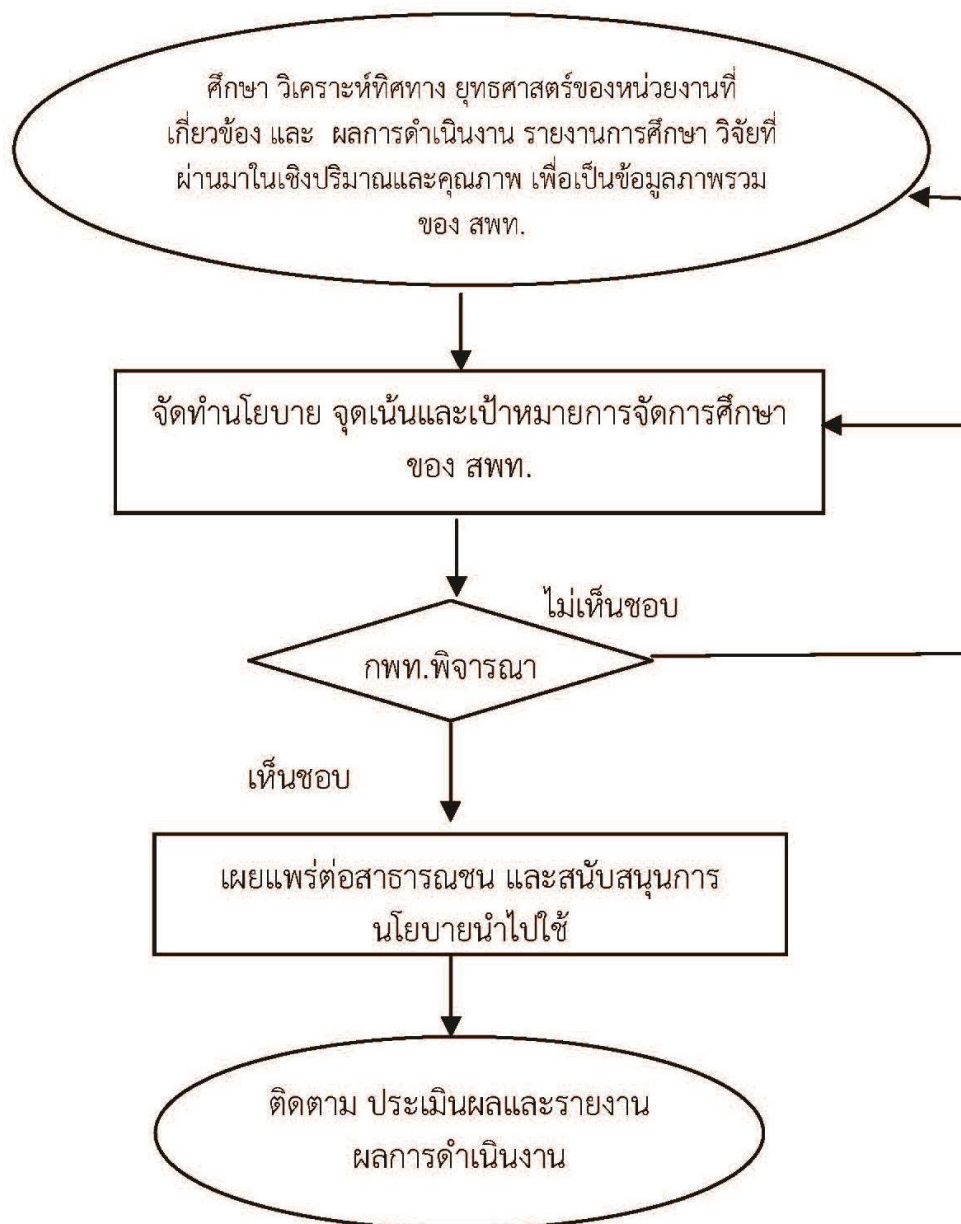 ศึกษา วิเคราะห์ทิศทาง ยุทธศาสตร์ของหน่วยงานที่
เกี่ยวข้อง และ ผลการดำเนินงาน รายงานการศึกษา วิจัยที่
ผ่านมาในเชิงปริมาณและคุณภาพ เพื่อเป็นข้อมูลภาพรวม
ของ สพท.
จัดทำนโยบาย จุดเน้นและเป้าหมายการจัดการศึกษา
ของ สพท.
ไม่เห็นชอบ
กพท.พิจารณา
เห็นชอบ
เผยแพร่ต่อสาธารณชน และสนับสนุนการ
นโยบายนำไปใช้
ติดตาม ประเมินผลและรายงาน
ผลการดำเนินงาน